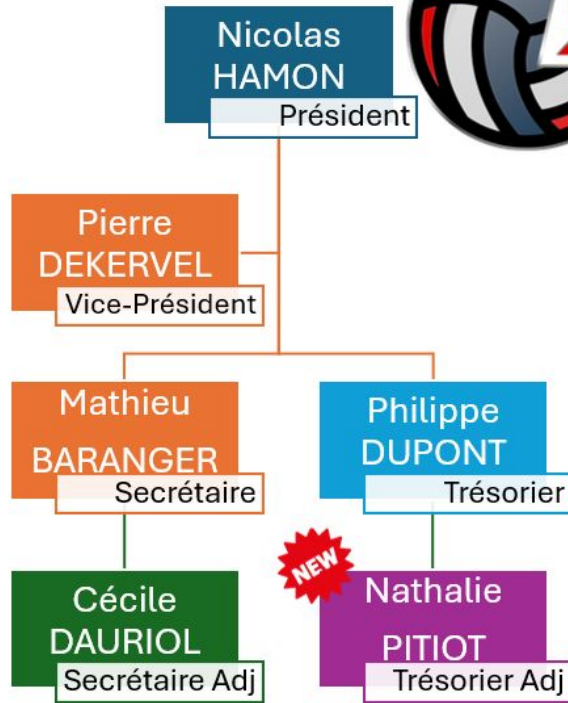 Nicolas
HAMON
Président
Pierre
DEKERVEL
Vice-Président
Mathieu
BARANGER
Secrétaire
Philippe
DUPONT
Trésorier
Cécile
DAURIOL
Secrétaire Adj
NEW
Nathalie
PITIOT
Trésorier Adj